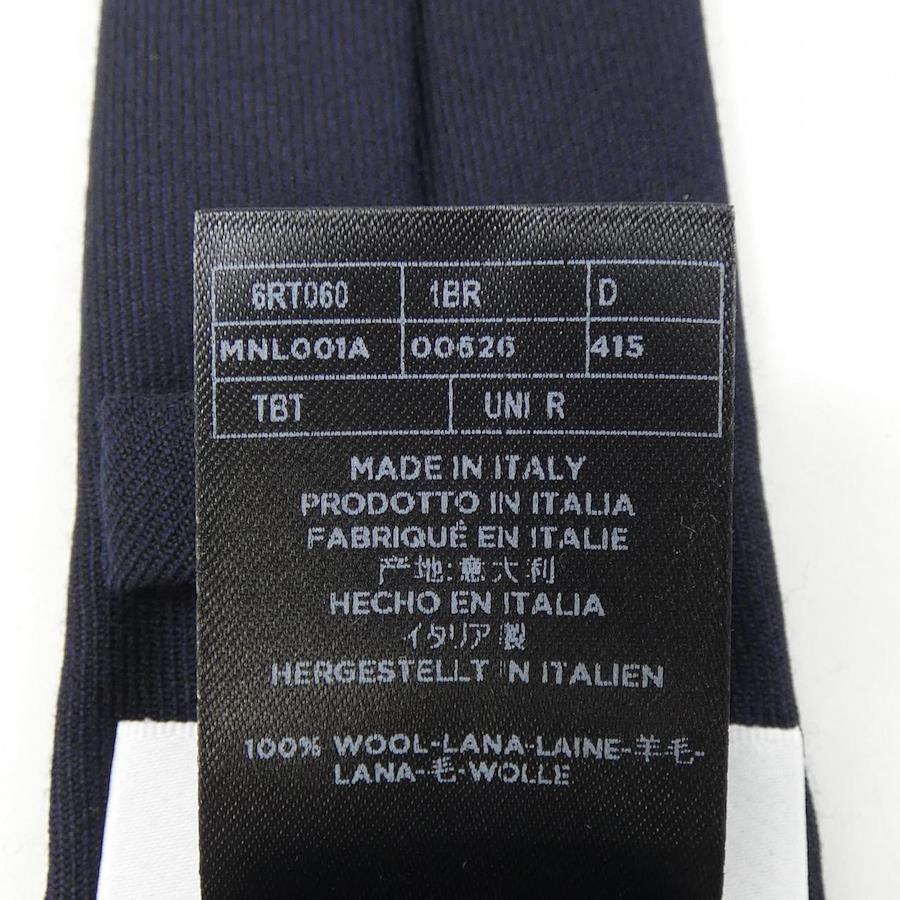 6RT060 1BR D
MNL001A 00626 415
TBT UNI R
MADE IN ITALY
PRODOTTO IN ITALIA
FABRIQUÉ EN ITALIE
产地:意大利
HECHO EN ITALIA
イタリア製
HERGESTELLT IN ITALIEN
100% WOOL-LANA-LAINE-羊毛-
LANA-毛-WOLLE